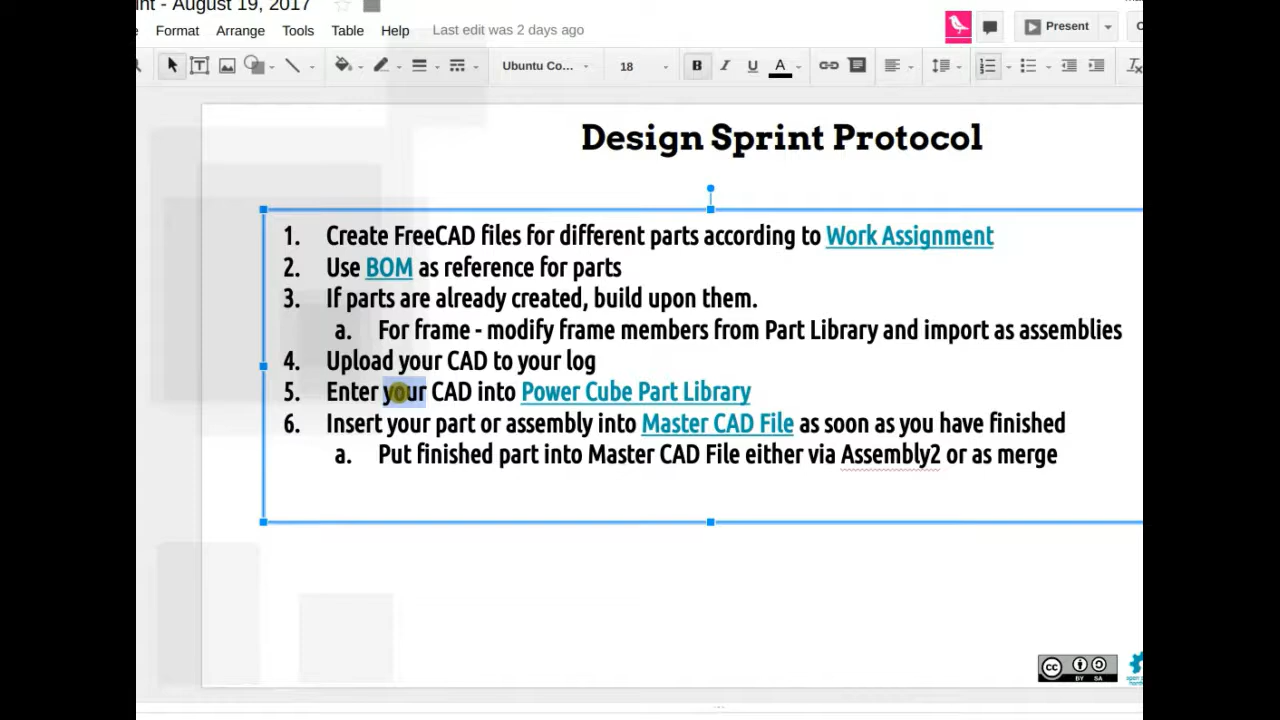 nt - August 19, 2017
Format Arrange Tools Table Help Last edit was 2 days ago
Present
Ubuntu Co... 18 B I U A
Design Sprint Protocol
1. Create FreeCAD files for different parts according to Work Assignment
2. Use BOM as reference for parts
3. If parts are already created, build upon them.
a. For frame - modify frame members from Part Library and import as assemblies
4. Upload your CAD to your log
5. Enter your CAD into Power Cube Part Library
6. Insert your part or assembly into Master CAD File as soon as you have finished
a. Put finished part into Master CAD File either via Assembly2 or as merge
cc
BY SA